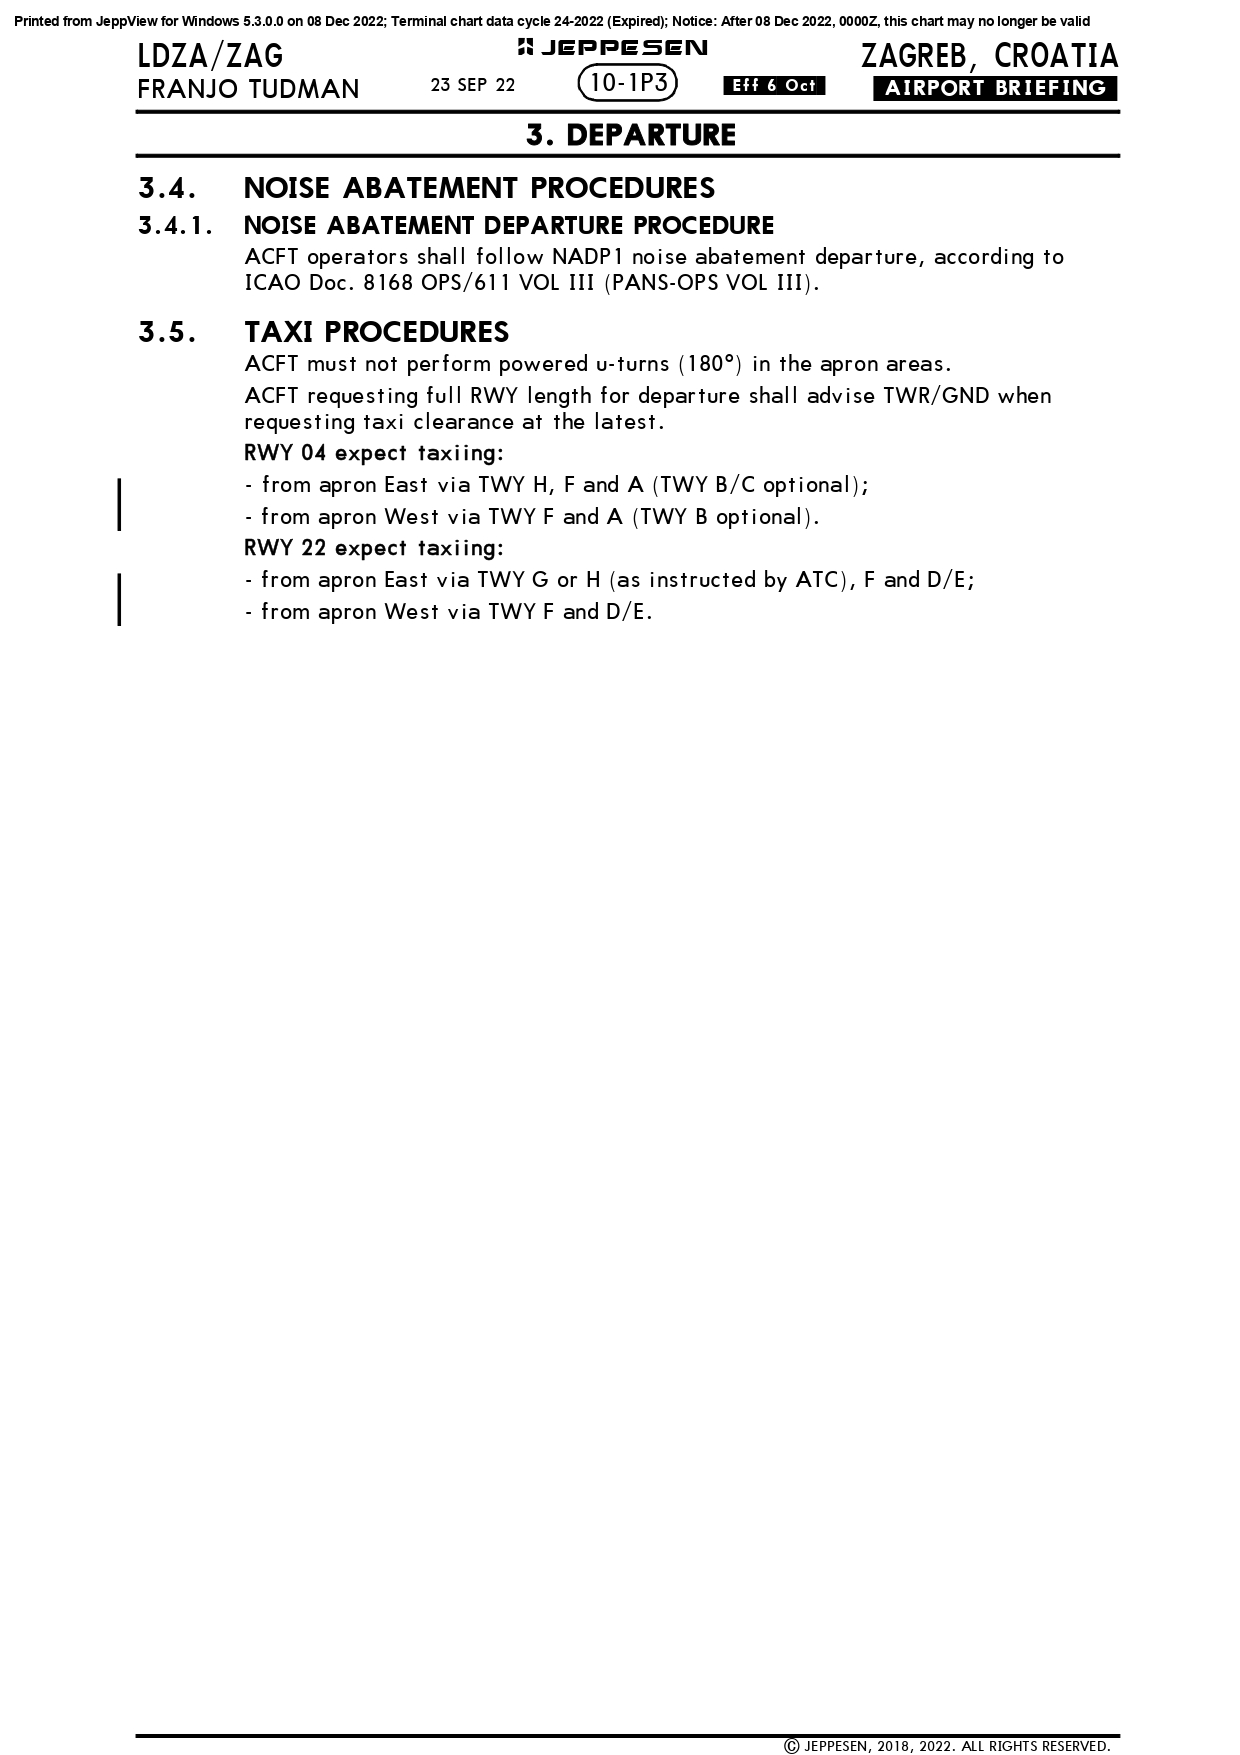 Printed from JeppView for Windows 5.3.0.0 on 08 Dec 2022; Terminal chart data cycle 24-2022 (Expired); Notice: After 08 Dec 2022, 0000Z, this chart may no longer be valid
LDZA/ZAG
JEPPESEN
ZAGREB, CROATIA
FRANJO TUDMAN
23 SEP 22
10-1P3
Eff 6 Oct
AIRPORT BRIEFING
3. DEPARTURE
3.4. NOISE ABATEMENT PROCEDURES
3.4.1. NOISE ABATEMENT DEPARTURE PROCEDURE
ACFT operators shall follow NADP1 noise abatement departure, according to
ICAO Doc. 8168 OPS/611 VOL III (PANS-OPS VOL III).
3.5. TAXI PROCEDURES
ACFT must not perform powered u-turns (180°) in the apron areas.
ACFT requesting full RWY length for departure shall advise TWR/GND when
requesting taxi clearance at the latest.
RWY 04 expect taxiing:
- from apron East via TWY H, F and A (TWY B/C optional);
- from apron West via TWY F and A (TWY B optional).
RWY 22 expect taxiing:
- from apron East via TWY G or H (as instructed by ATC), F and D/E;
- from apron West via TWY F and D/E.
© JEPPESEN, 2018, 2022. ALL RIGHTS RESERVED.